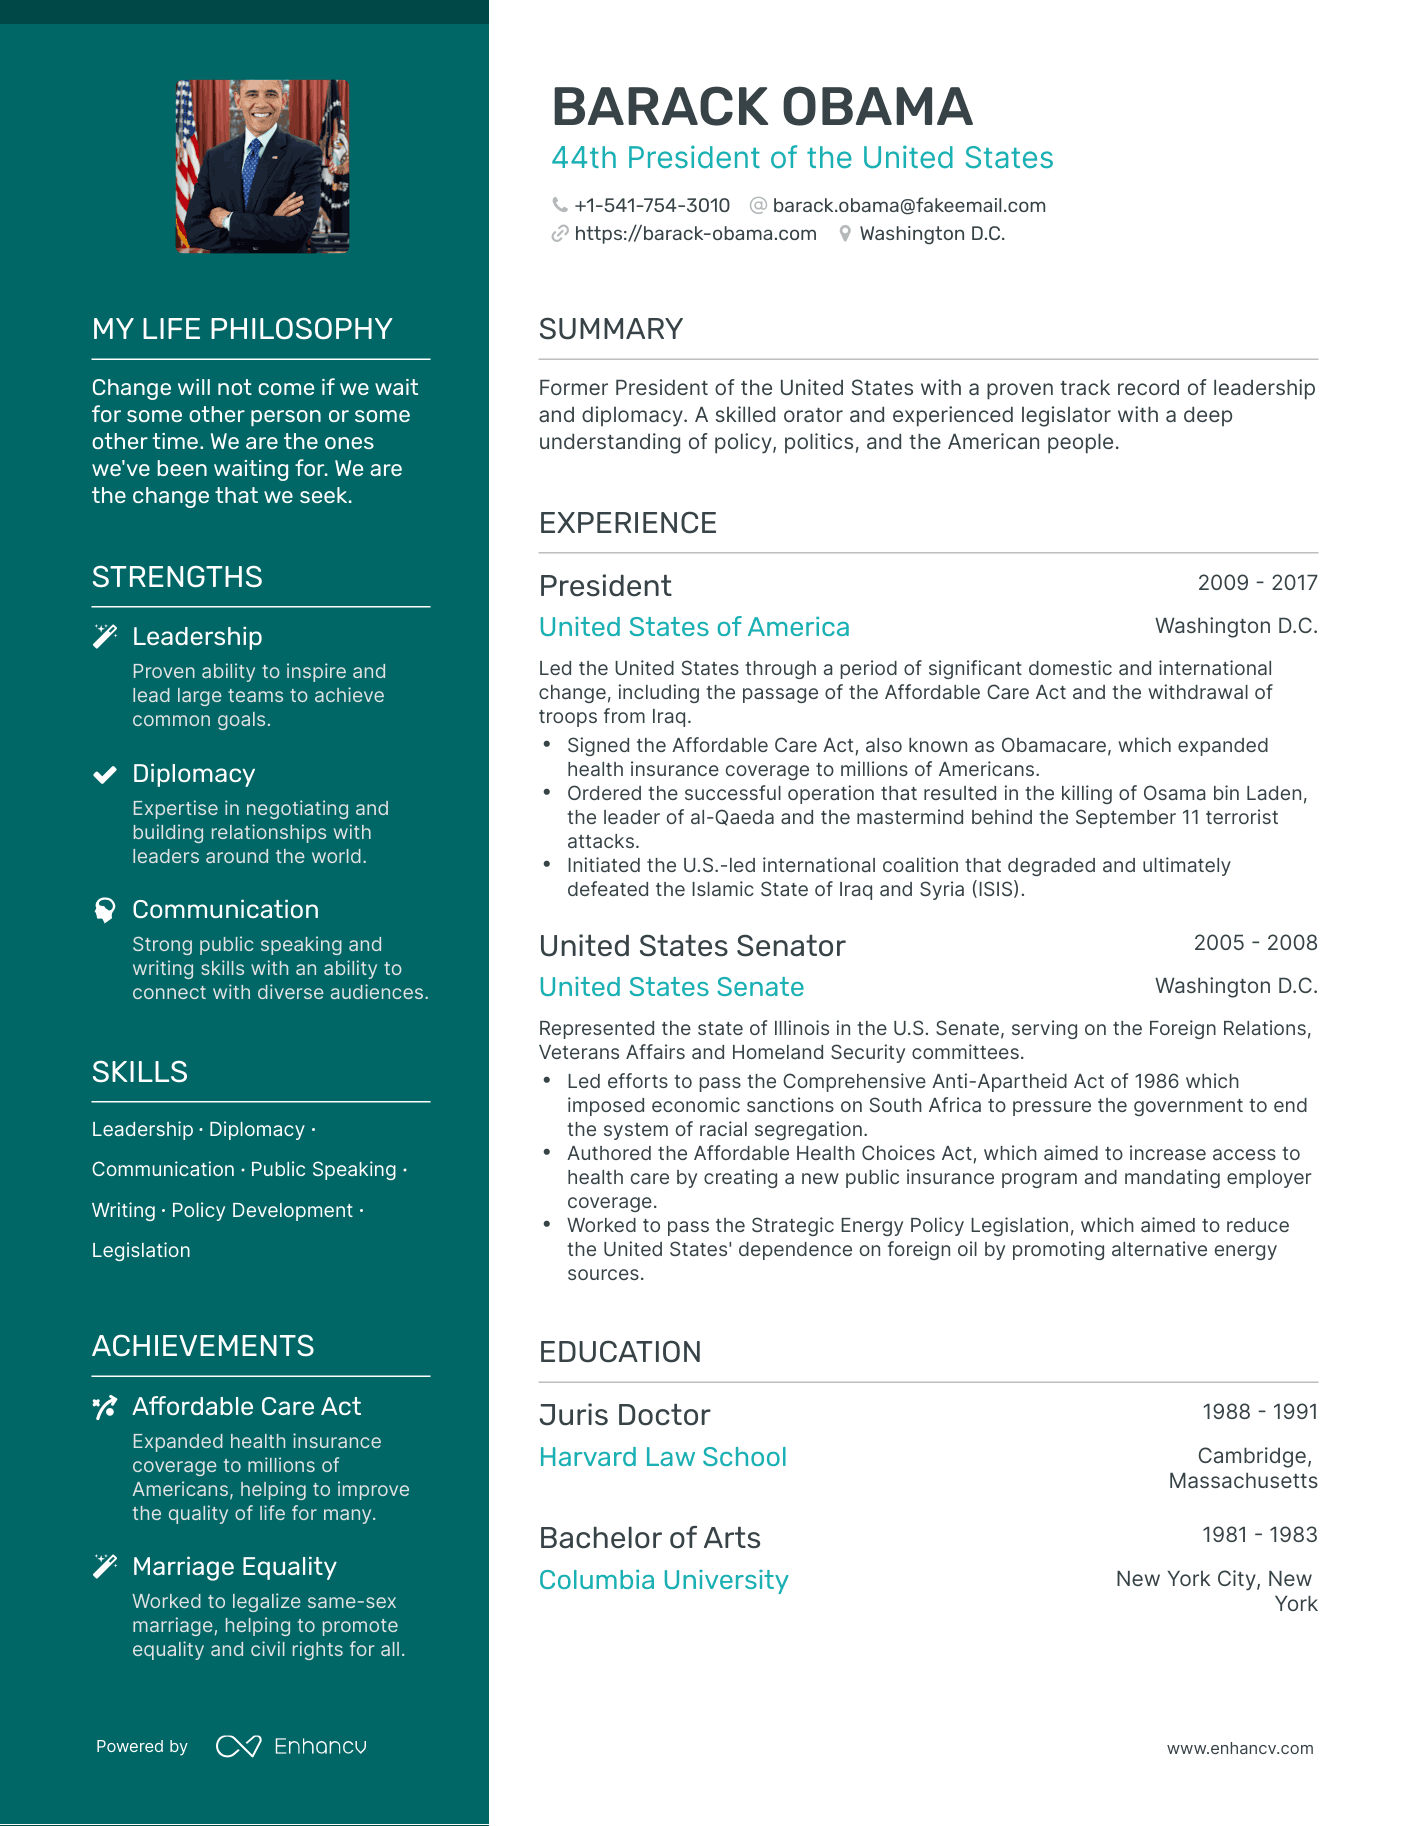 BARACK OBAMA
44th President of the United States
+1-541-754-3010 barack.obama@fakeemail.com
https://barack-obama.com Washington D.C.
MY LIFE PHILOSOPHY
Change will not come if we wait
for some other person or some
other time. We are the ones
we've been waiting for. We are
the change that we seek.
STRENGTHS
Leadership
Proven ability to inspire and
lead large teams to achieve
common goals.
Diplomacy
Expertise in negotiating and
building relationships with
leaders around the world.
Communication
Strong public speaking and
writing skills with an ability to
connect with diverse audiences.
SKILLS
Leadership · Diplomacy ·
Communication · Public Speaking ·
Writing · Policy Development ·
Legislation
ACHIEVEMENTS
Affordable Care Act
Expanded health insurance
coverage to millions of
Americans, helping to improve
the quality of life for many.
Marriage Equality
Worked to legalize same-sex
marriage, helping to promote
equality and civil rights for all.
SUMMARY
Former President of the United States with a proven track record of leadership
and diplomacy. A skilled orator and experienced legislator with a deep
understanding of policy, politics, and the American people.
EXPERIENCE
President 2009 - 2017
United States of America Washington D.C.
Led the United States through a period of significant domestic and international
change, including the passage of the Affordable Care Act and the withdrawal of
troops from Iraq.
• Signed the Affordable Care Act, also known as Obamacare, which expanded
health insurance coverage to millions of Americans.
• Ordered the successful operation that resulted in the killing of Osama bin Laden,
the leader of al-Qaeda and the mastermind behind the September 11 terrorist
attacks.
• Initiated the U.S.-led international coalition that degraded and ultimately
defeated the Islamic State of Iraq and Syria (ISIS).
United States Senator 2005 - 2008
United States Senate Washington D.C.
Represented the state of Illinois in the U.S. Senate, serving on the Foreign Relations,
Veterans Affairs and Homeland Security committees.
• Led efforts to pass the Comprehensive Anti-Apartheid Act of 1986 which
imposed economic sanctions on South Africa to pressure the government to end
the system of racial segregation.
• Authored the Affordable Health Choices Act, which aimed to increase access to
health care by creating a new public insurance program and mandating employer
coverage.
• Worked to pass the Strategic Energy Policy Legislation, which aimed to reduce
the United States' dependence on foreign oil by promoting alternative energy
sources.
EDUCATION
Juris Doctor 1988 - 1991
Harvard Law School Cambridge,
Massachusetts
Bachelor of Arts 1981 - 1983
Columbia University New York City, New
York
Powered by Enhancv
www.enhancv.com